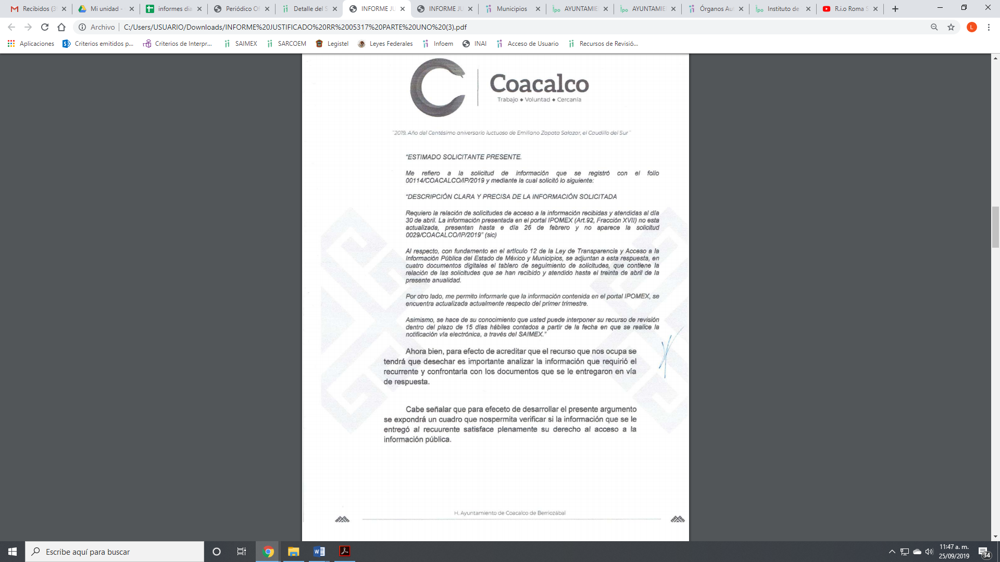 Recibidos (3
Mi unidad -
informes dia
Periódico Of
Detalle del S
INFORME JU
INFORME JU
Municipios
AYUNTAMIE
AYUNTAMIE
Órganos Aut
Instituto de
R.i.o Roma S
Archivo
C:/Users/USUARIO/Downloads/INFORME%20JUSTIFICADO%20RR%2005317%20PARTE%20UNO%20(3).pdf
L
Aplicaciones
Criterios emitidos p...
Criterios de Interpr...
SAIMEX
SARCOEM
Legistel
Leyes Federales
Infoem
INAI
Acceso de Usuario
Recursos de Revisió...
Coacalco
Trabajo ◆ Voluntad ◆ Cercanía
"2019. Año del Centésimo aniversario luctuoso de Emiliano Zapata Salazar, el Caudillo del Sur"
“ESTIMADO SOLICITANTE PRESENTE.
Me refiero a la solicitud de información que se registró con el folio
00114/COACALCO/IP/2019 y mediante la cual solicitó lo siguiente:
“DESCRIPCIÓN CLARA Y PRECISA DE LA INFORMACIÓN SOLICITADA
Requiero la relación de solicitudes de acceso a la información recibidas y atendidas al día
30 de abril. La información presentada en el portal IPOMEX (Art.92, Fracción XVII) no esta
actualizada, presentan hasta e día 26 de febrero y no aparece la solicitud
0029/COACALCO/IP/2019” (sic)
Al respecto, con fundamento en el artículo 12 de la Ley de Transparencia y Acceso a la
Información Pública del Estado de México y Municipios, se adjuntan a esta respuesta, en
cuatro documentos digitales el tablero de seguimiento de solicitudes, que contiene la
relación de las solicitudes que se han recibido y atendido hasta el treinta de abril de la
presente anualidad.
Por otro lado, me permito informarle que la información contenida en el portal IPOMEX, se
encuentra actualizada actualmente respecto del primer trimestre.
Asimismo, se hace de su conocimiento que usted puede interponer su recurso de revisión
dentro del plazo de 15 días hábiles contados a partir de la fecha en que se realice la
notificación vía electrónica, a través del SAIMEX.”
Ahora bien, para efecto de acreditar que el recurso que nos ocupa se
tendrá que desechar es importante analizar la información que requirió el
recurrente y confrontarla con los documentos que se le entregaron en vía
de respuesta.
Cabe señalar que para efeceto de desarrollar el presente argumento
se expondrá un cuadro que nospermita verificar si la información que se le
entregó al recuurente satisface plenamente su derecho al acceso a la
información pública.
H. Ayuntamiento de Coacalco de Berriozábal
Escribe aquí para buscar
11:47 a. m.
25/09/2019
34